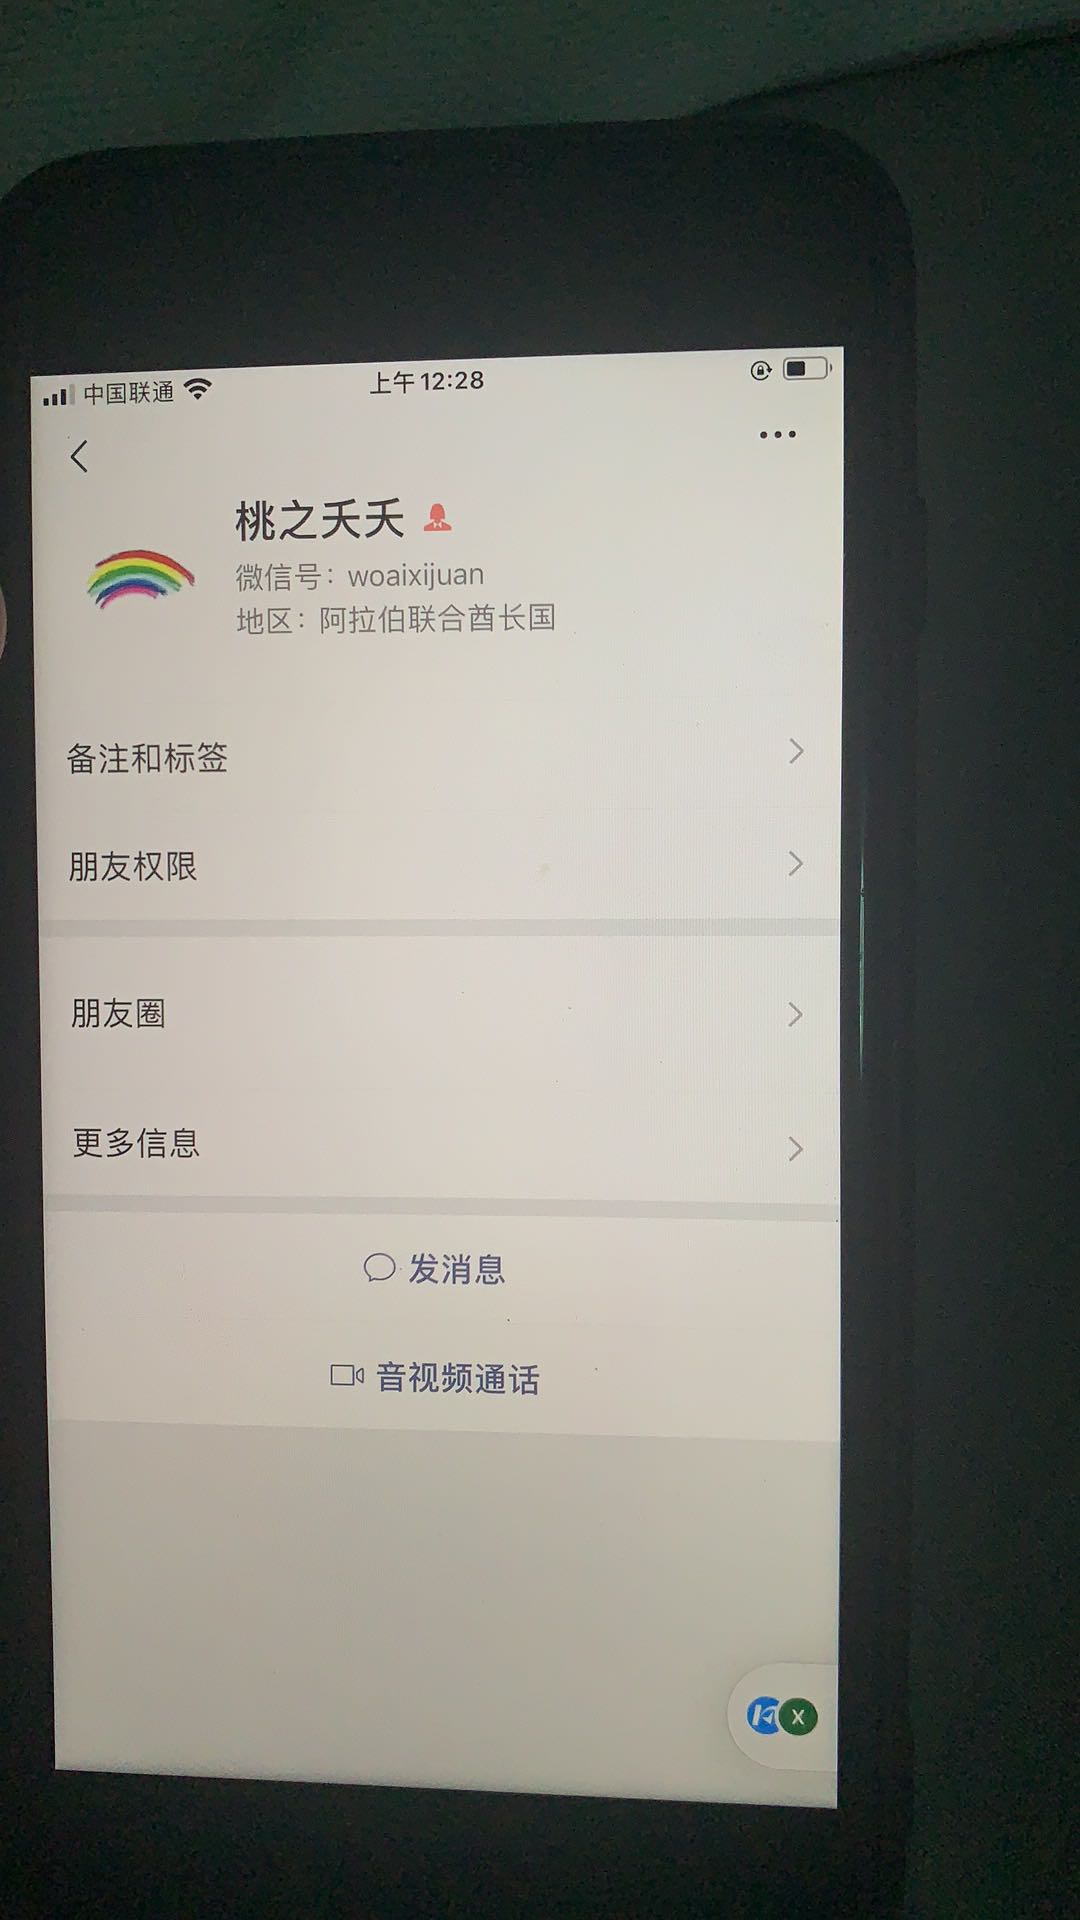 中国联通
上午12:28
桃之夭夭
微信号：woaixijuan
地区：阿拉伯联合酋长国
备注和标签
朋友权限
朋友圈
更多信息
发消息
音视频通话
X